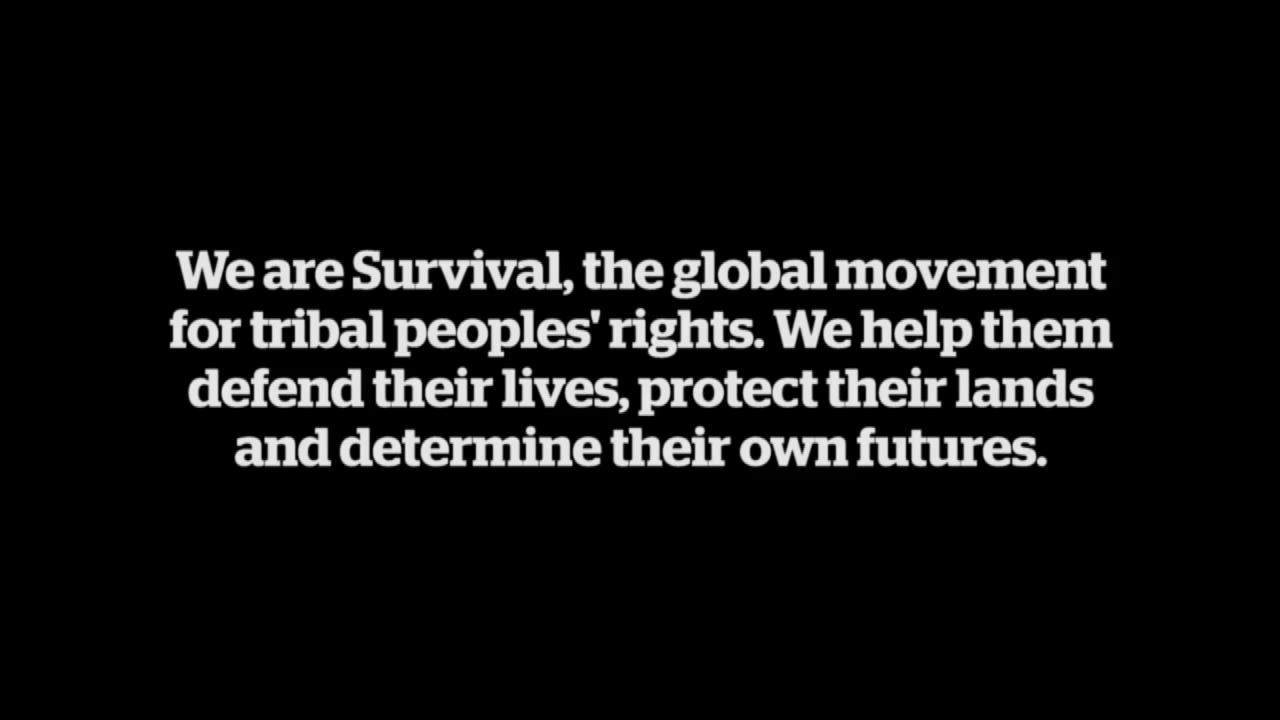 We are Survival, the global movement
for tribal peoples' rights. We help them
defend their lives, protect their lands
and determine their own futures.